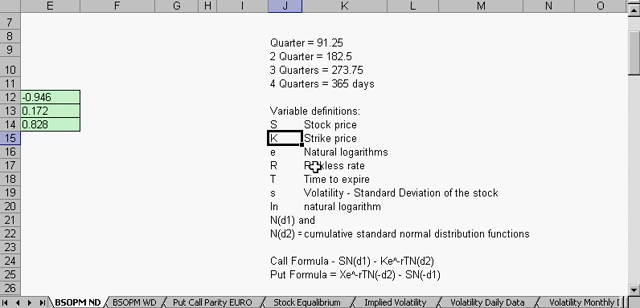 E F G H I J K L M N O
7
8 Quarter = 91.25
9 2 Quarter = 182.5
10 3 Quarters = 273.75
11 4 Quarters = 365 days
12 -0.946
13 0.172 Variable definitions:
14 0.828 S Stock price
15 K Strike price
16 e Natural logarithms
17 R rate
18 T Time to expire
19 s Volatility - Standard Deviation of the stock
20 ln natural logarithm
21 N(d1) and
22 N(d2) = cumulative standard normal distribution functions
23
24 Call Formula - SN(d1) - Ke^-rTN(d2)
25 Put Formula = Xe^-rTN(-d2) - SN(-d1)
26
BSOPM ND BSOPM WD Put Call Parity EURO Stock Equalibrium Implied Volatility Volatility Daily Data Volatility Monthly